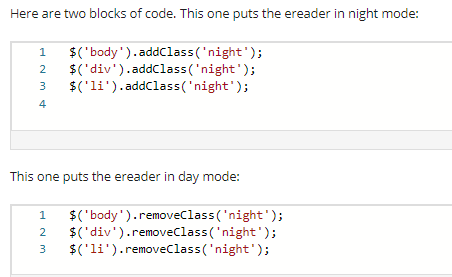 Here are two blocks of code. This one puts the ereader in night mode:
1 $('body').addClass('night');
2 $('div').addClass('night');
3 $('li').addClass('night');
4
This one puts the ereader in day mode:
1 $('body').removeClass('night');
2 $('div').removeClass('night');
3 $('li').removeClass('night');